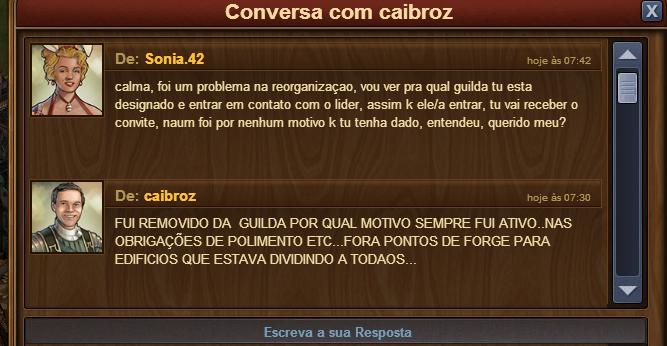 Conversa com caibroz
X
De: Sonia.42
hoje às 07:42
calma, foi um problema na reorganizaçao, vou ver pra qual guilda tu esta
designado e entrar em contato com o lider, assim k ele/a entrar, tu vai receber o
convite, naum foi por nenhum motivo k tu tenha dado, entendeu, querido meu?
De: caibroz
hoje às 07:30
FUI REMOVIDO DA GUILDA POR QUAL MOTIVO SEMPRE FUI ATIVO..NAS
OBRIGAÇÕES DE POLIMENTO ETC...FORA PONTOS DE FORGE PARA
EDIFICIOS QUE ESTAVA DIVIDINDO A TODAOS...
Escreva a sua Resposta